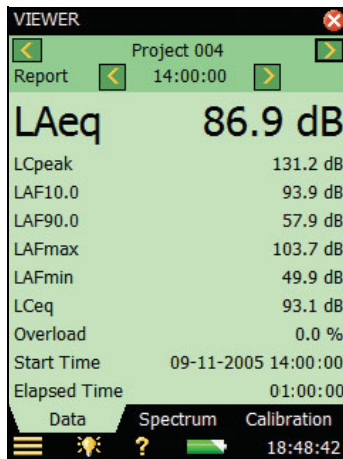 VIEWER
Project 004
Report 14:00:00
LAeq 86.9 dB
LCpeak 131.2 dB
LAF10.0 93.9 dB
LAF90.0 57.9 dB
LAFmax 103.7 dB
LAFmin 49.9 dB
LCeq 93.1 dB
Overload 0.0 %
Start Time 09-11-2005 14:00:00
Elapsed Time 01:00:00
Data Spectrum Calibration
? 18:48:42